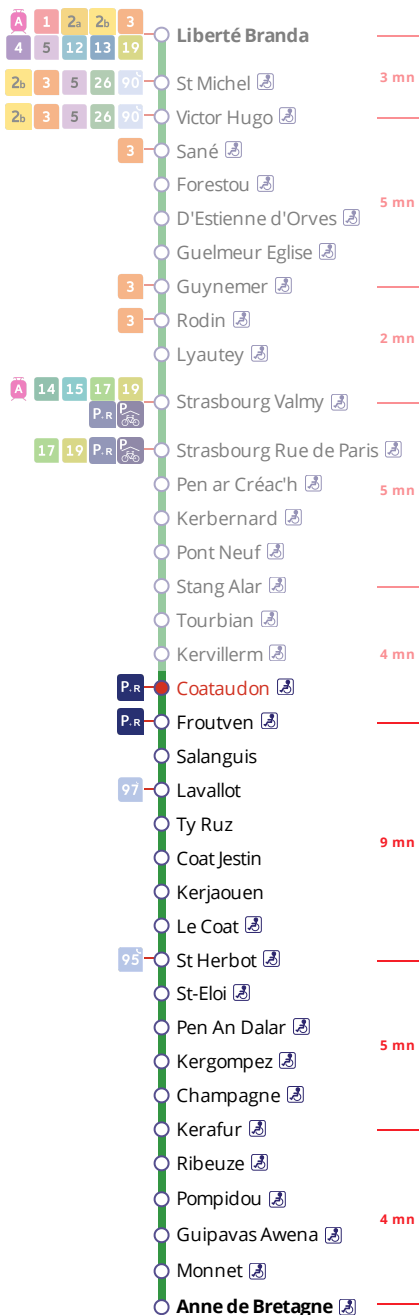 A 1 2a 2b 3
4 5 12 13 19
Liberté Branda
3 mn
2b 3 5 26 90 St Michel
2b 3 5 26 90 Victor Hugo
3 Sané
Forestou
5 mn
D'Estienne d'Orves
Guelmeur Eglise
3 Guynemer
3 Rodin
2 mn
Lyautey
A 14 15 17 19
P.R P
Strasbourg Valmy
17 19 P.R P Strasbourg Rue de Paris
Pen ar Créac'h
5 mn
Kerbernard
Pont Neuf
Stang Alar
Tourbian
Kervillerm
4 mn
P.R Coataudon
P.R Froutven
Salanguis
97 Lavallot
Ty Ruz
9 mn
Coat Jestin
Kerjaouen
Le Coat
95 St Herbot
St-Eloi
Pen An Dalar
5 mn
Kergompez
Champagne
Kerafur
Ribeuze
Pompidou
4 mn
Guipavas Awena
Monnet
Anne de Bretagne